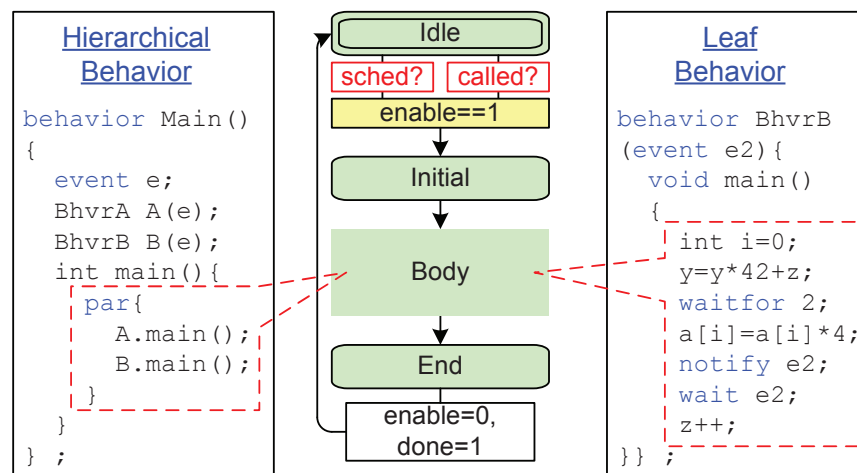 Hierarchical
Behavior
behavior Main()
{
event e;
BhvrA A(e);
BhvrB B(e);
int main(){
par{
A.main();
B.main();
}
}
} ;
Idle
sched?
called?
enable==1
Initial
Body
End
enable=0,
done=1
Leaf
Behavior
behavior BhvrB
(event e2){
void main()
{
int i=0;
y=y*42+z;
waitfor 2;
a[i]=a[i]*4;
notify e2;
wait e2;
z++;
}} ;